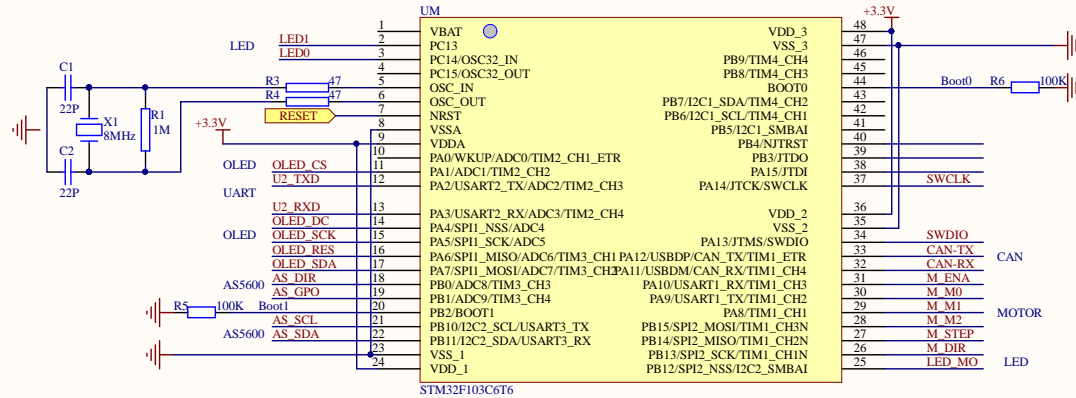 UM
+3.3V
1 VBAT VDD_3 48
LED LED1 2 PC13 VSS_3 47
LED0 3 PC14/OSC32_IN PB9/TIM4_CH4 46
4 PC15/OSC32_OUT PB8/TIM4_CH3 45
C1 R3 47 5 OSC_IN BOOT0 44 Boot0 R6 100K
22P R4 47 6 OSC_OUT PB7/I2C1_SDA/TIM4_CH2 43
X1 R1 RESET 7 NRST PB6/I2C1_SCL/TIM4_CH1 42
8MHz 1M +3.3V 8 VSSA PB5/I2C1_SMBAI 41
9 VDDA PB4/NJTRST 40
C2 10 PA0/WKUP/ADC0/TIM2_CH1_ETR PB3/JTDO 39
22P OLED OLED_CS 11 PA1/ADC1/TIM2_CH2 PA15/JTDI 38
U2_TXD 12 PA2/USART2_TX/ADC2/TIM2_CH3 PA14/JTCK/SWCLK 37 SWCLK
UART
U2_RXD 13 PA3/USART2_RX/ADC3/TIM2_CH4 VDD_2 36
OLED_DC 14 PA4/SPI1_NSS/ADC4 VSS_2 35
OLED OLED_SCK 15 PA5/SPI1_SCK/ADC5 PA13/JTMS/SWDIO 34 SWDIO
OLED_RES 16 PA6/SPI1_MISO/ADC6/TIM3_CH1 PA12/USBDP/CAN_TX/TIM1_ETR 33 CAN-TX CAN
OLED_SDA 17 PA7/SPI1_MOSI/ADC7/TIM3_CH2 PA11/USBDM/CAN_RX/TIM1_CH4 32 CAN-RX
AS5600 AS_DIR 18 PB0/ADC8/TIM3_CH3 PA10/USART1_RX/TIM1_CH3 31 M_ENA
AS_GPO 19 PB1/ADC9/TIM3_CH4 PA9/USART1_TX/TIM1_CH2 30 M_M0
R5 100K Boot1 20 PB2/BOOT1 PA8/TIM1_CH1 29 M_M1 MOTOR
AS_SCL 21 PB10/I2C2_SCL/USART3_TX PB15/SPI2_MOSI/TIM1_CH3N 28 M_M2
AS5600 AS_SDA 22 PB11/I2C2_SDA/USART3_RX PB14/SPI2_MISO/TIM1_CH2N 27 M_STEP
23 VSS_1 PB13/SPI2_SCK/TIM1_CH1N 26 M_DIR
24 VDD_1 PB12/SPI2_NSS/I2C2_SMBAI 25 LED_MO LED
STM32F103C6T6